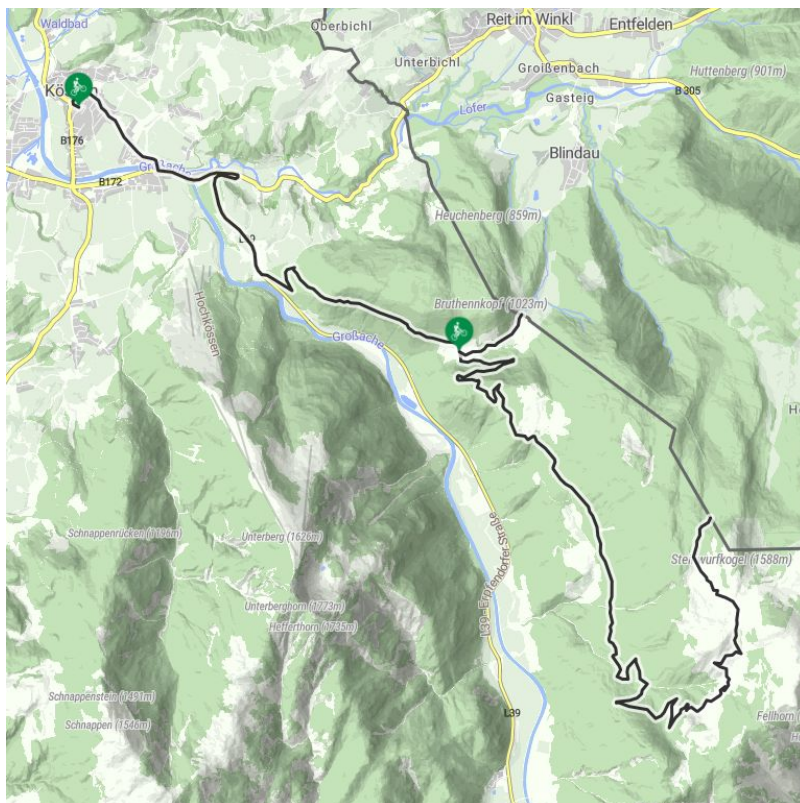 Waldbad
Oberbichl
Reit im Winkl
Entfelden
Unterbichl
Großenbach
Huttenberg (901m)
Lofer
Gasteig
B 305
B176
Blindau
Großache
B172
Heuchenberg (859m)
Hochkössen
Bruthennkopf (1023m)
Großache
Schnappenrücken
Unterberg (1626m)
L39-Erpfendorfer Straße
(1588m)
Unterberghorn (1773m)
Hefferthorn (1735m)
Schnappenstein (1451m)
Schnappen (1546m)
L39
Fellhorn